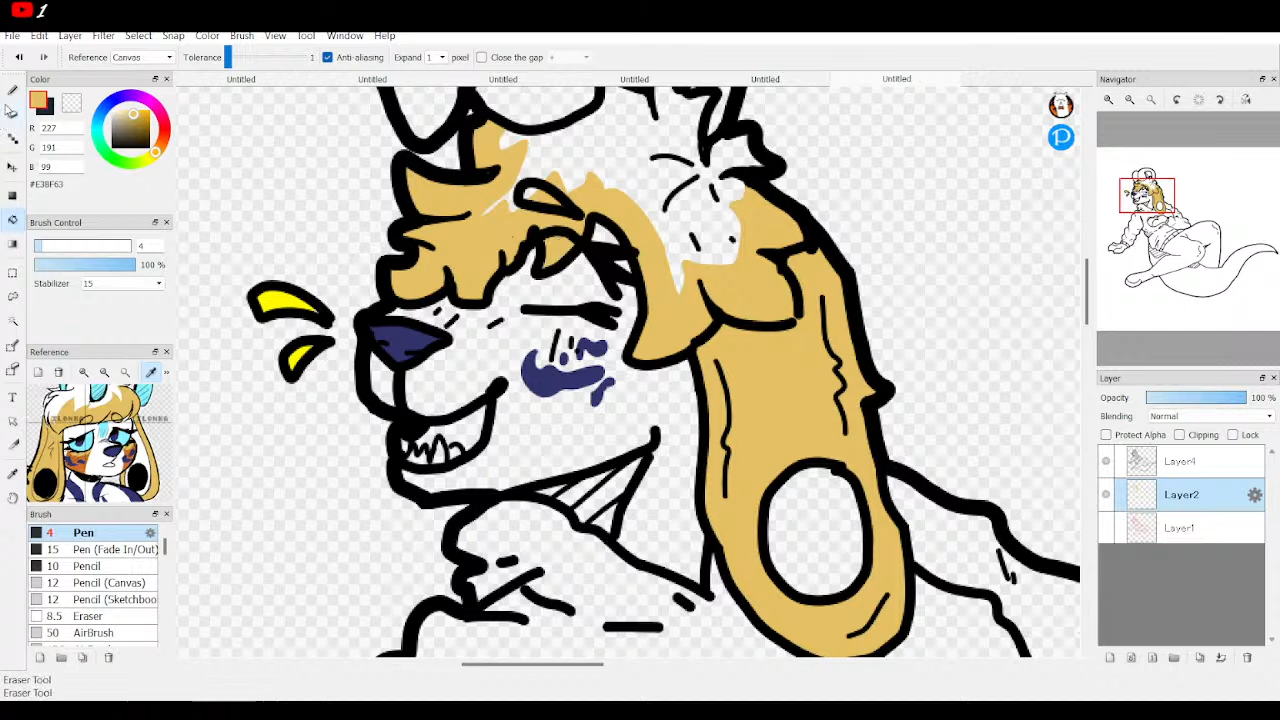 1
File Edit Layer Filter Select Snap Color Brush View Tool Window Help
Reference Canvas Tolerance 1 Anti-aliasing Expand 1 pixel Close the gap +
Color
Untitled Untitled Untitled Untitled Untitled Untitled
Navigator
R 227
G 191
B 99
#E3BF63
Brush Control
4
100 %
Stabilizer 15
Reference
Brush
4 Pen
15 Pen (Fade In/Out)
10 Pencil
12 Pencil (Canvas)
12 Pencil (Sketchboo
8.5 Eraser
50 AirBrush
Layer
Opacity 100 %
Blending Normal
Protect Alpha Clipping Lock
Layer4
Layer2
Layer1
Eraser Tool
Eraser Tool